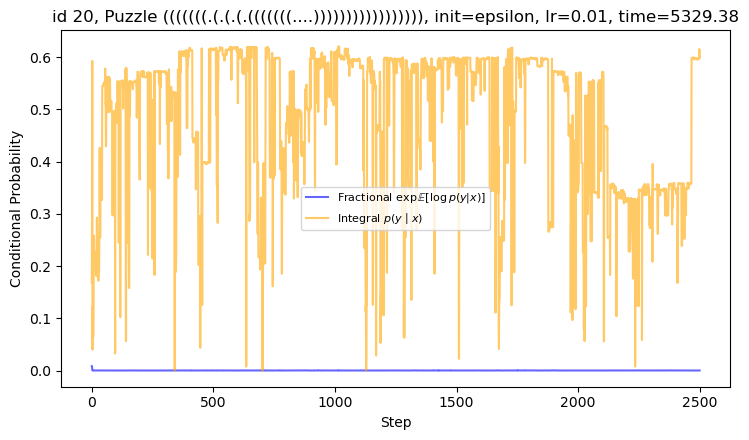 id 20, Puzzle (((((((.(.(.(.(((((((....))))))))))))))))), init=epsilon, lr=0.01, time=5329.38
Conditional Probability
0.6
0.5
0.4
0.3
0.2
0.1
0.0
Fractional exp𝔼[log p(y|x)]
Integral p(y | x)
0 500 1000 1500 2000 2500
Step